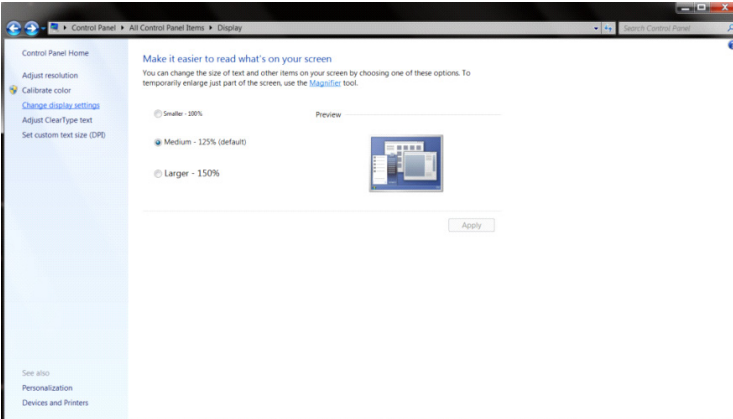 Control Panel All Control Panel Items Display
Search Control Panel
Control Panel Home
Adjust resolution
Calibrate color
Change display settings
Adjust ClearType text
Set custom text size (DPI)
See also
Personalization
Devices and Printers
Make it easier to read what's on your screen
You can change the size of text and other items on your screen by choosing one of these options. To
temporarily enlarge just part of the screen, use the Magnifier tool.
Smaller - 100%
Preview
Medium - 125% (default)
Larger - 150%
Apply